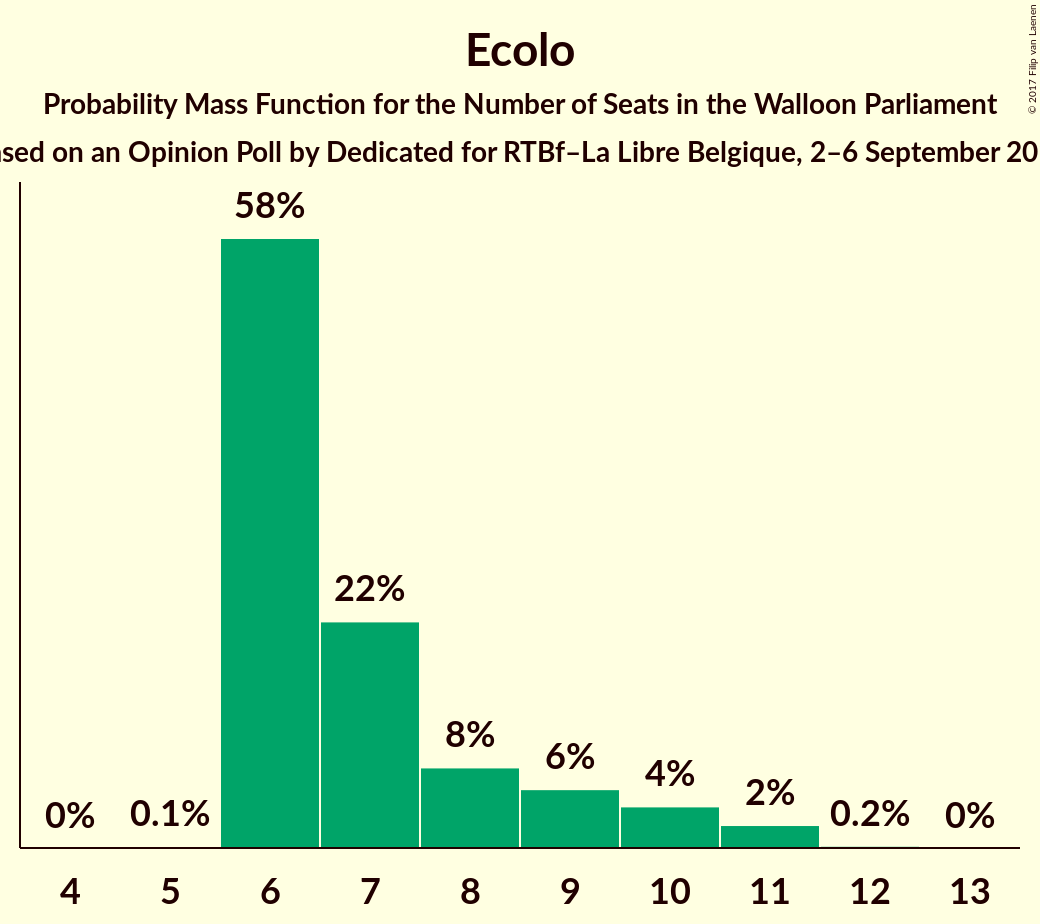 Ecolo
Probability Mass Function for the Number of Seats in the Walloon Parliament
on an Opinion Poll by Dedicated for RTBf–La Libre Belgique, 2–6 September
© 2017 Filip van Laenen
58%
22%
8%
6%
4%
2%
0% 0.1% 0.2% 0%
4 5 6 7 8 9 10 11 12 13